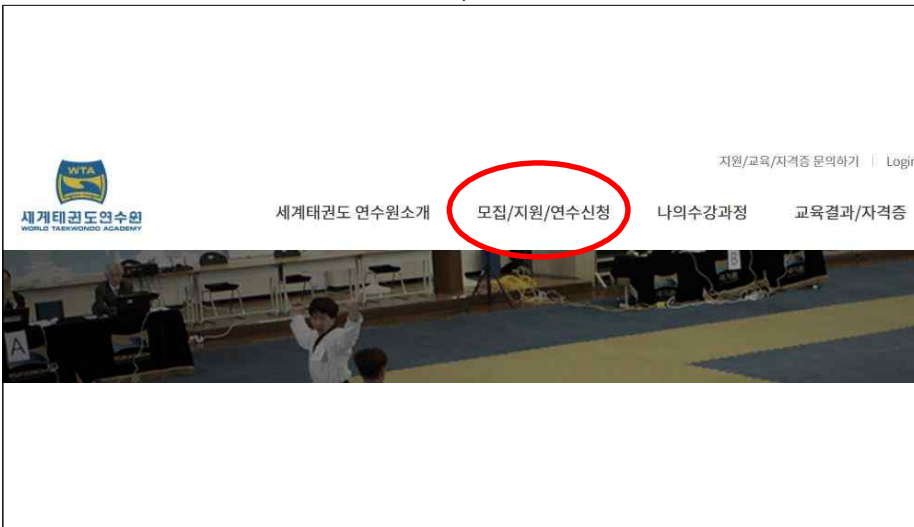 지원/교육/자격증 문의하기 | Login
WTA
세계태권도연수원
WORLD TAEKWONDO ACADEMY
세계태권도 연수원소개 모집/지원/연수신청 나의수강과정 교육결과/자격증
A
B